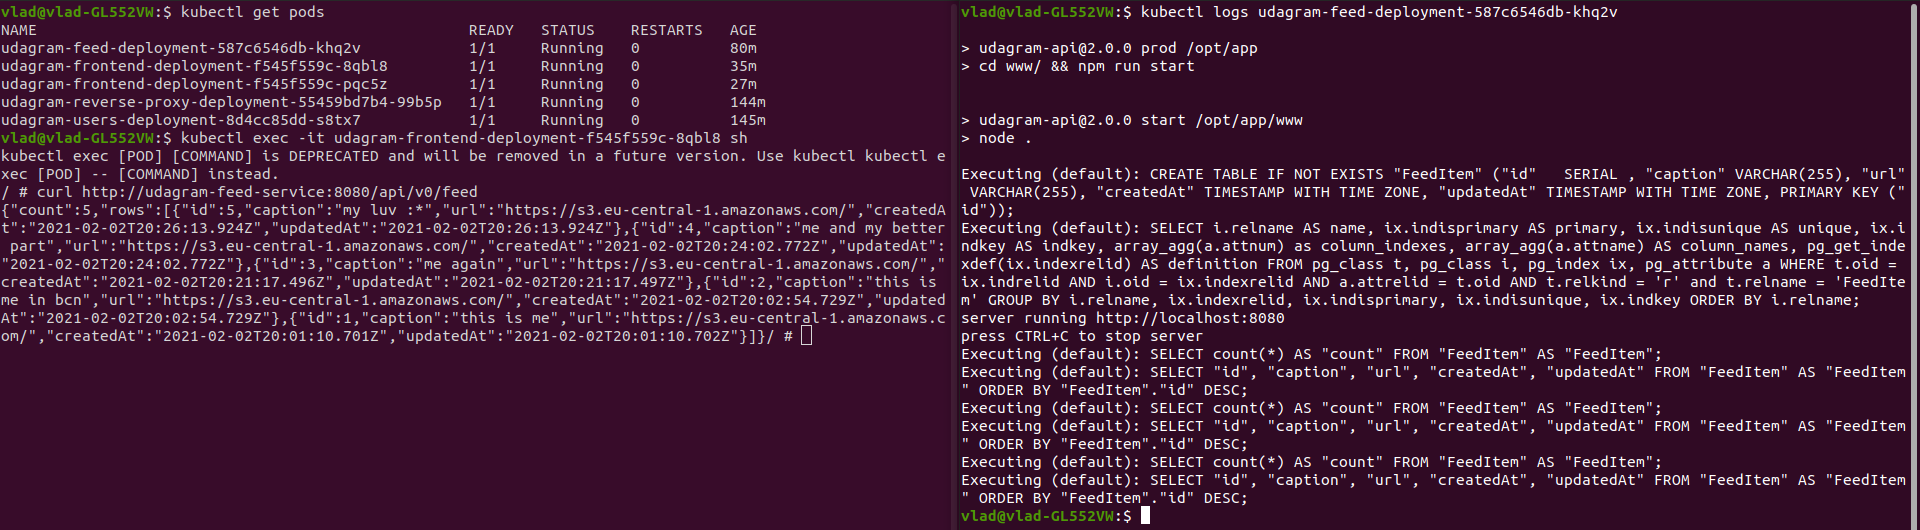 vlad@vlad-GL552VW:$ kubectl get pods
NAME                                                READY   STATUS    RESTARTS   AGE
udagram-feed-deployment-587c6546db-khq2v            1/1     Running   0          80m
udagram-frontend-deployment-f545f559c-8qbl8         1/1     Running   0          35m
udagram-frontend-deployment-f545f559c-pqc5z         1/1     Running   0          27m
udagram-reverse-proxy-deployment-55459bd7b4-99b5p   1/1     Running   0          144m
udagram-users-deployment-8d4cc85dd-s8tx7            1/1     Running   0          145m
vlad@vlad-GL552VW:$ kubectl exec -it udagram-frontend-deployment-f545f559c-8qbl8 sh
kubectl exec [POD] [COMMAND] is DEPRECATED and will be removed in a future version. Use kubectl kubectl e
xec [POD] -- [COMMAND] instead.
/ # curl http://udagram-feed-service:8080/api/v0/feed
{"count":5,"rows":[{"id":5,"caption":"my luv :*","url":"https://s3.eu-central-1.amazonaws.com/","createdA
t":"2021-02-02T20:26:13.924Z","updatedAt":"2021-02-02T20:26:13.924Z"},{"id":4,"caption":"me and my better
 part","url":"https://s3.eu-central-1.amazonaws.com/","createdAt":"2021-02-02T20:24:02.772Z","updatedAt":
"2021-02-02T20:24:02.772Z"},{"id":3,"caption":"me again","url":"https://s3.eu-central-1.amazonaws.com/","
createdAt":"2021-02-02T20:21:17.496Z","updatedAt":"2021-02-02T20:21:17.497Z"},{"id":2,"caption":"this is
me in bcn","url":"https://s3.eu-central-1.amazonaws.com/","createdAt":"2021-02-02T20:02:54.729Z","updated
At":"2021-02-02T20:02:54.729Z"},{"id":1,"caption":"this is me","url":"https://s3.eu-central-1.amazonaws.c
om/","createdAt":"2021-02-02T20:01:10.701Z","updatedAt":"2021-02-02T20:01:10.702Z"}]}/ #
vlad@vlad-GL552VW:$ kubectl logs udagram-feed-deployment-587c6546db-khq2v
> udagram-api@2.0.0 prod /opt/app
> cd www/ && npm run start
> udagram-api@2.0.0 start /opt/app/www
> node .
Executing (default): CREATE TABLE IF NOT EXISTS "FeedItem" ("id"   SERIAL , "caption" VARCHAR(255), "url"
 VARCHAR(255), "createdAt" TIMESTAMP WITH TIME ZONE, "updatedAt" TIMESTAMP WITH TIME ZONE, PRIMARY KEY ("
id"));
Executing (default): SELECT i.relname AS name, ix.indisprimary AS primary, ix.indisunique AS unique, ix.i
ndkey AS indkey, array_agg(a.attnum) as column_indexes, array_agg(a.attname) AS column_names, pg_get_inde
xdef(ix.indexrelid) AS definition FROM pg_class t, pg_class i, pg_index ix, pg_attribute a WHERE t.oid =
ix.indrelid AND i.oid = ix.indexrelid AND a.attrelid = t.oid AND t.relkind = 'r' and t.relname = 'FeedIte
m' GROUP BY i.relname, ix.indexrelid, ix.indisprimary, ix.indisunique, ix.indkey ORDER BY i.relname;
server running http://localhost:8080
press CTRL+C to stop server
Executing (default): SELECT count(*) AS "count" FROM "FeedItem" AS "FeedItem";
Executing (default): SELECT "id", "caption", "url", "createdAt", "updatedAt" FROM "FeedItem" AS "FeedItem
" ORDER BY "FeedItem"."id" DESC;
Executing (default): SELECT count(*) AS "count" FROM "FeedItem" AS "FeedItem";
Executing (default): SELECT "id", "caption", "url", "createdAt", "updatedAt" FROM "FeedItem" AS "FeedItem
" ORDER BY "FeedItem"."id" DESC;
Executing (default): SELECT count(*) AS "count" FROM "FeedItem" AS "FeedItem";
Executing (default): SELECT "id", "caption", "url", "createdAt", "updatedAt" FROM "FeedItem" AS "FeedItem
" ORDER BY "FeedItem"."id" DESC;
vlad@vlad-GL552VW:$